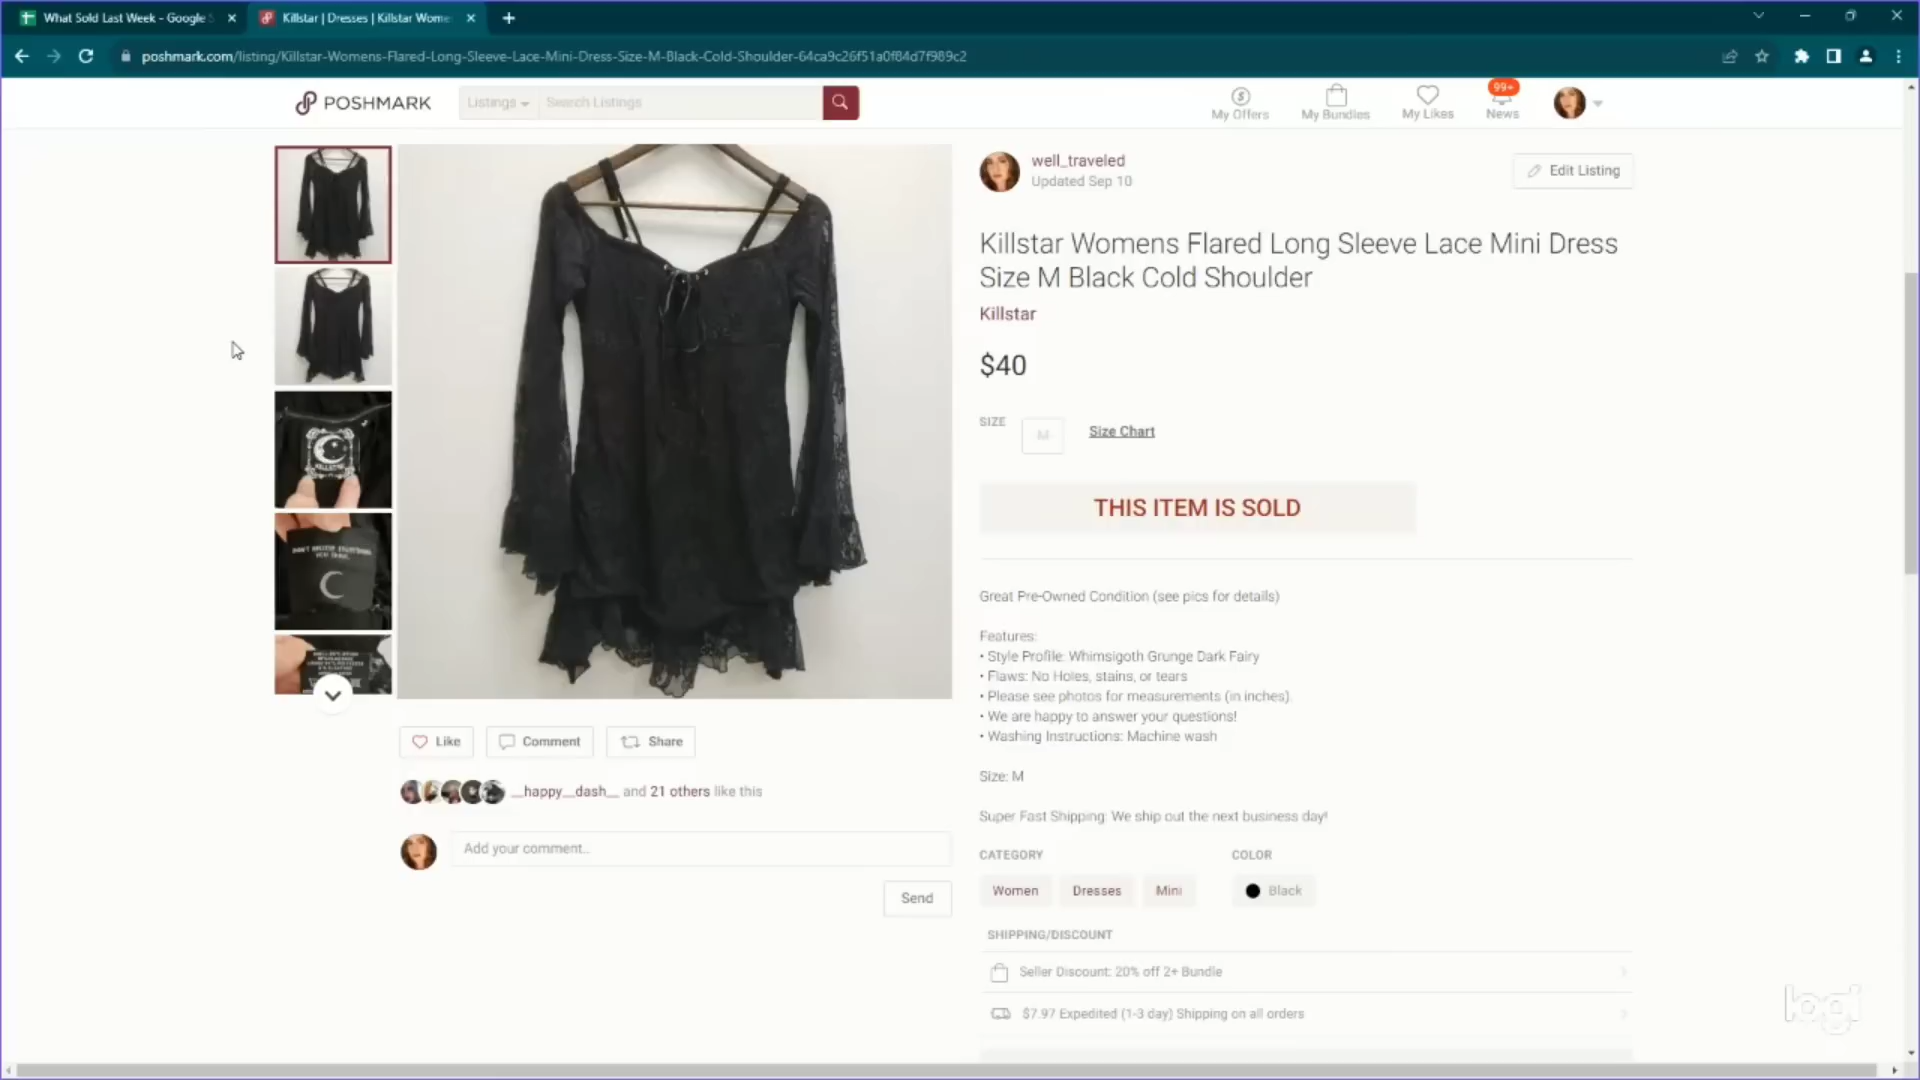 What Sold Last Week - Google S
Killstar | Dresses | Killstar Wome
poshmark.com/listing/Killstar-Womens-Flared-Long-Sleeve-Lace-Mini-Dress-Size-M-Black-Cold-Shoulder-64ca9c26f51a0f84d7f989c2
POSHMARK
Listings
Search Listings
My Offers
My Bundles
My Likes
99+
News
well_traveled
Updated Sep 10
Edit Listing
Killstar Womens Flared Long Sleeve Lace Mini Dress
Size M Black Cold Shoulder
Killstar
$40
SIZE
M
Size Chart
THIS ITEM IS SOLD
Great Pre-Owned Condition (see pics for details)
Features:
• Style Profile: Whimsigoth Grunge Dark Fairy
• Flaws: No Holes, stains, or tears
• Please see photos for measurements (in inches).
• We are happy to answer your questions!
• Washing Instructions: Machine wash
Size: M
Super Fast Shipping: We ship out the next business day!
CATEGORY
COLOR
Women
Dresses
Mini
Black
SHIPPING/DISCOUNT
Seller Discount: 20% off 2+ Bundle
$7.97 Expedited (1-3 day) Shipping on all orders
KILLSTAR
Like
Comment
Share
__happy__dash__ and 21 others like this
Add your comment..
Send
logi